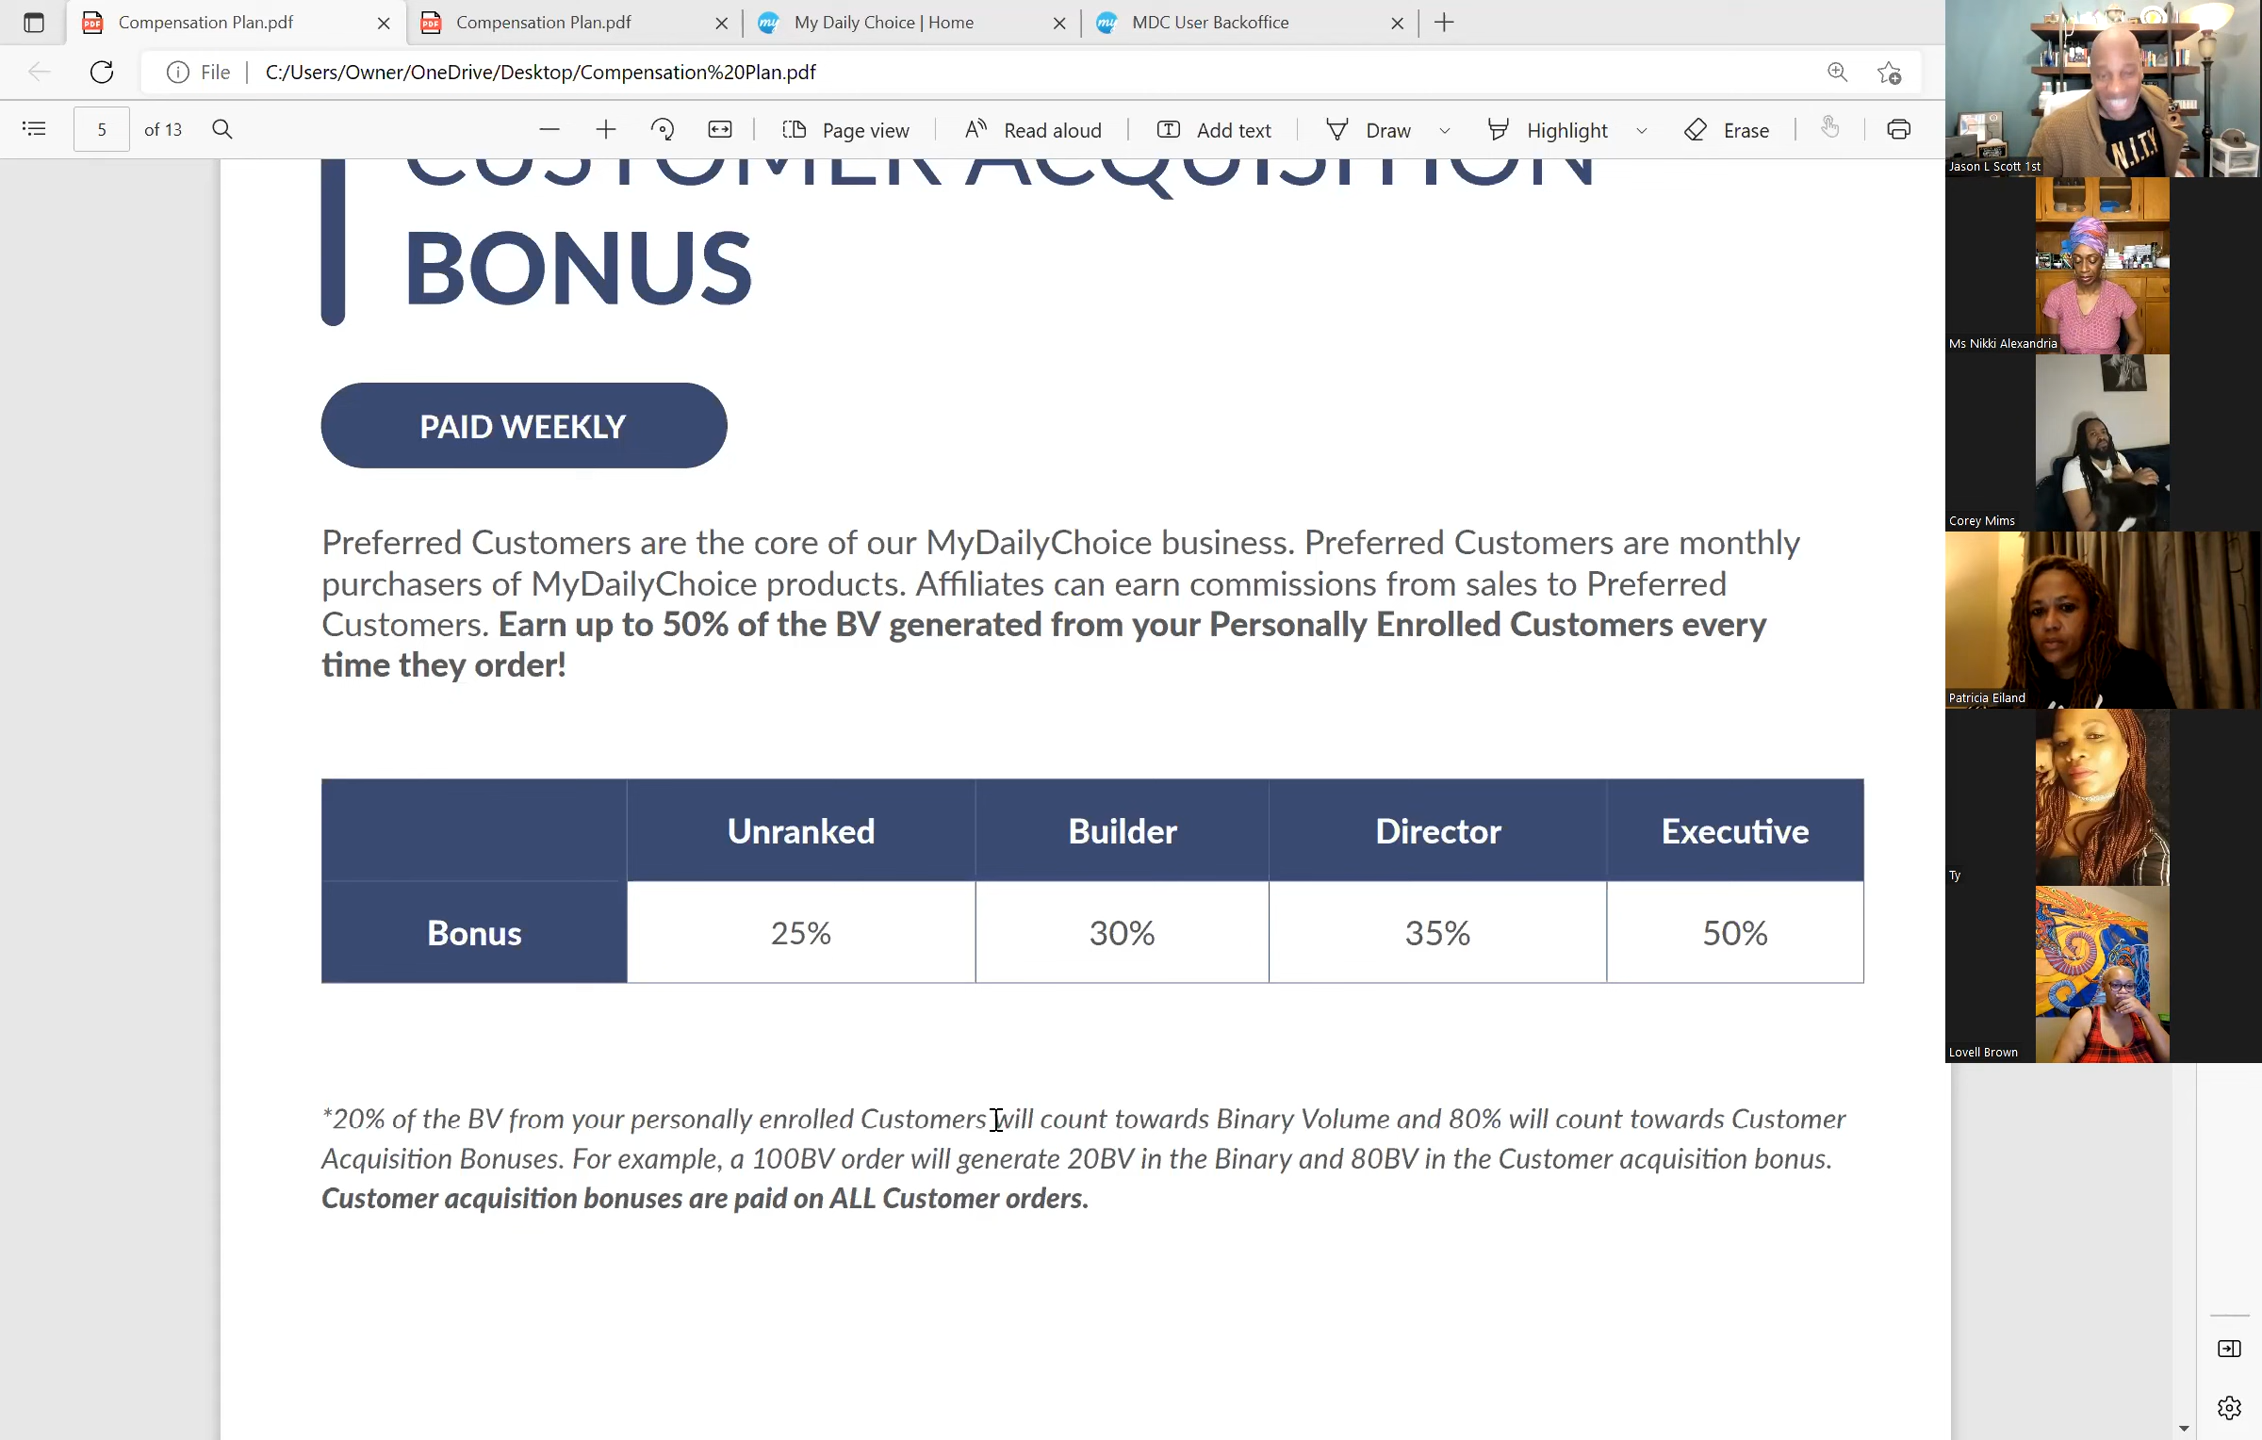 Compensation Plan.pdf
Compensation Plan.pdf
My Daily Choice | Home
MDC User Backoffice
File
C:/Users/Owner/OneDrive/Desktop/Compensation%20Plan.pdf
5 of 13
Page view
Read aloud
Add text
Draw
Highlight
Erase
CUSTOMER ACQUISITION
BONUS
PAID WEEKLY
Preferred Customers are the core of our MyDailyChoice business. Preferred Customers are monthly
purchasers of MyDailyChoice products. Affiliates can earn commissions from sales to Preferred
Customers. Earn up to 50% of the BV generated from your Personally Enrolled Customers every
time they order!
Unranked Builder Director Executive
Bonus 25% 30% 35% 50%
*20% of the BV from your personally enrolled Customers will count towards Binary Volume and 80% will count towards Customer
Acquisition Bonuses. For example, a 100BV order will generate 20BV in the Binary and 80BV in the Customer acquisition bonus.
Customer acquisition bonuses are paid on ALL Customer orders.
N.I.T.Y
Jason L Scott 1st
Ms Nikki Alexandria
Corey Mims
Patricia Eiland
Ty
Lovell Brown